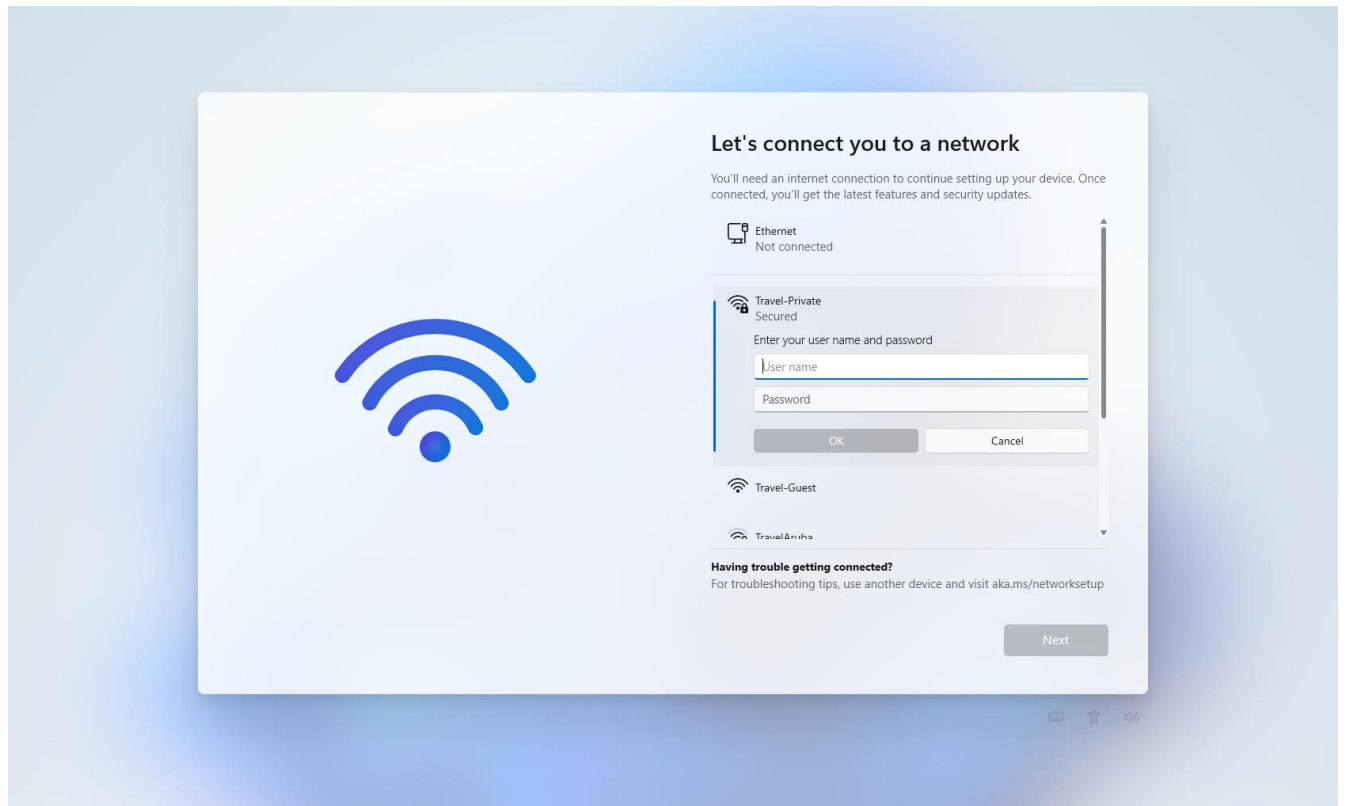 Let's connect you to a network
You'll need an internet connection to continue setting up your device. Once
connected, you'll get the latest features and security updates.
Ethernet
Not connected
Travel-Private
Secured
Enter your user name and password
User name
Password
OK
Cancel
Travel-Guest
TravelAruba
Having trouble getting connected?
For troubleshooting tips, use another device and visit aka.ms/networksetup
Next